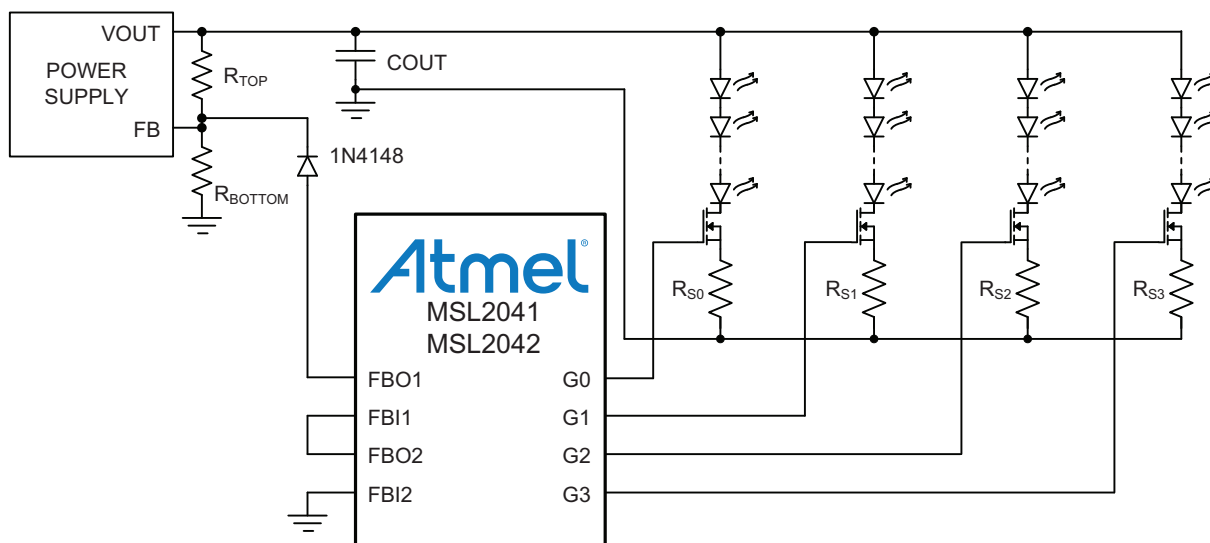 VOUT
POWER
SUPPLY
FB
RTOP
RBOTTOM
COUT
1N4148
Atmel®
MSL2041
MSL2042
FBO1
FBI1
FBO2
FBI2
G0
G1
G2
G3
RS0
RS1
RS2
RS3